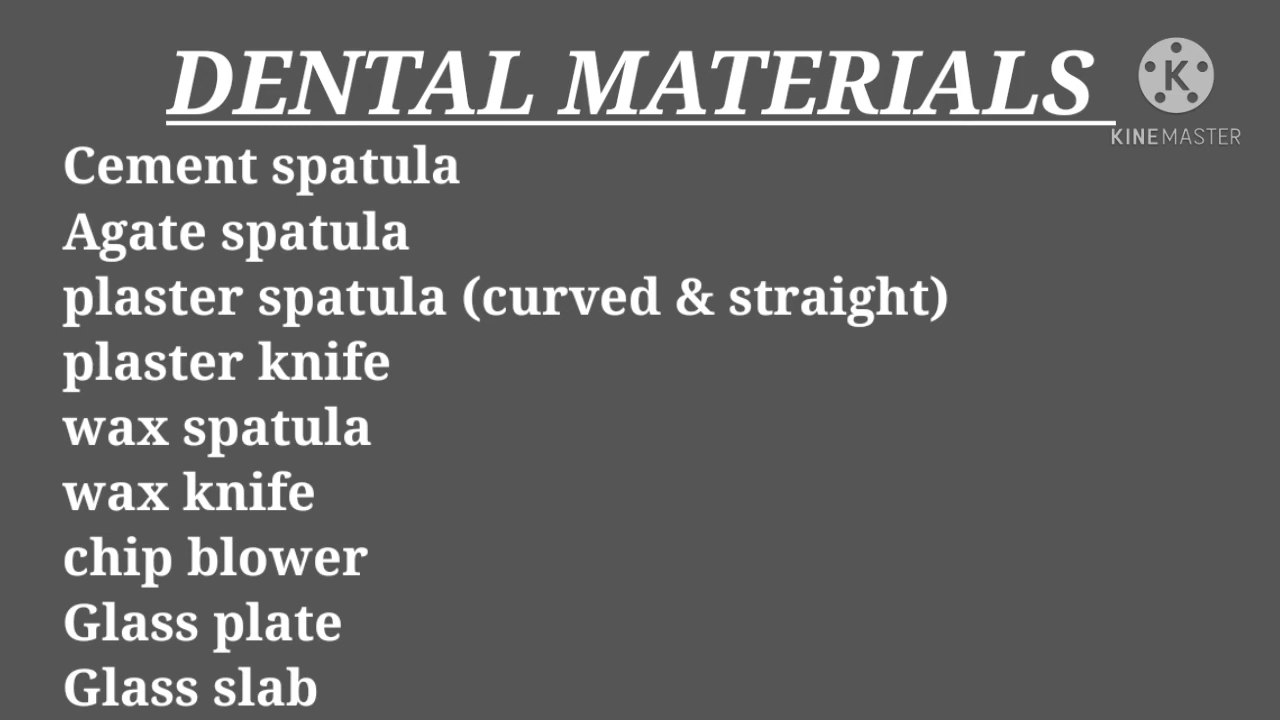 DENTAL MATERIALS
K
KINEMASTER
Cement spatula
Agate spatula
plaster spatula (curved & straight)
plaster knife
wax spatula
wax knife
chip blower
Glass plate
Glass slab